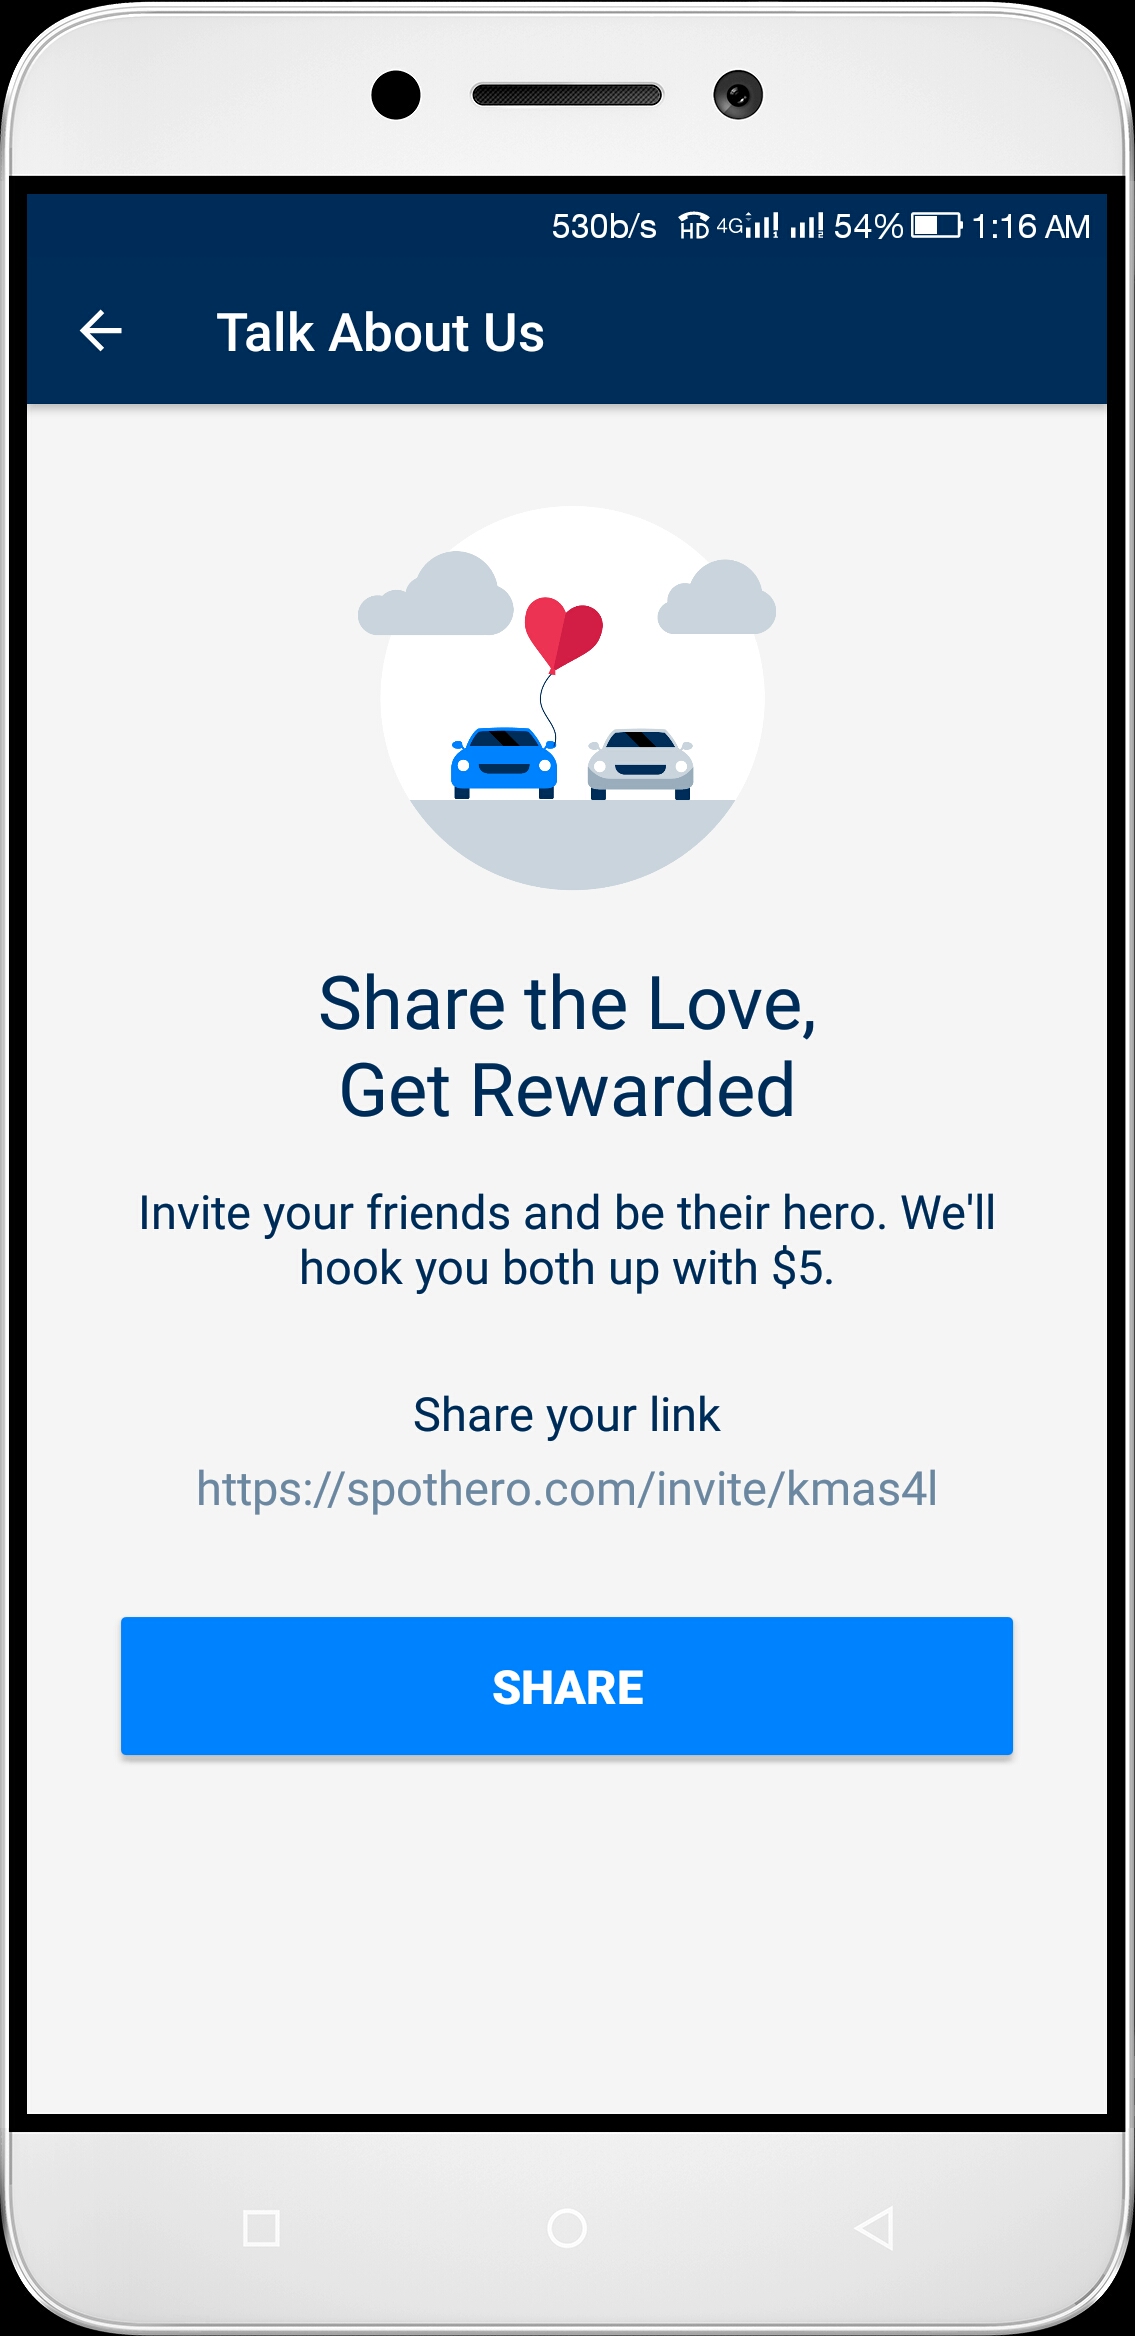 530b/s HD 4G 54% 1:16 AM
Talk About Us
Share the Love,
Get Rewarded
Invite your friends and be their hero. We'll
hook you both up with $5.
Share your link
https://spothero.com/invite/kmas4l
SHARE